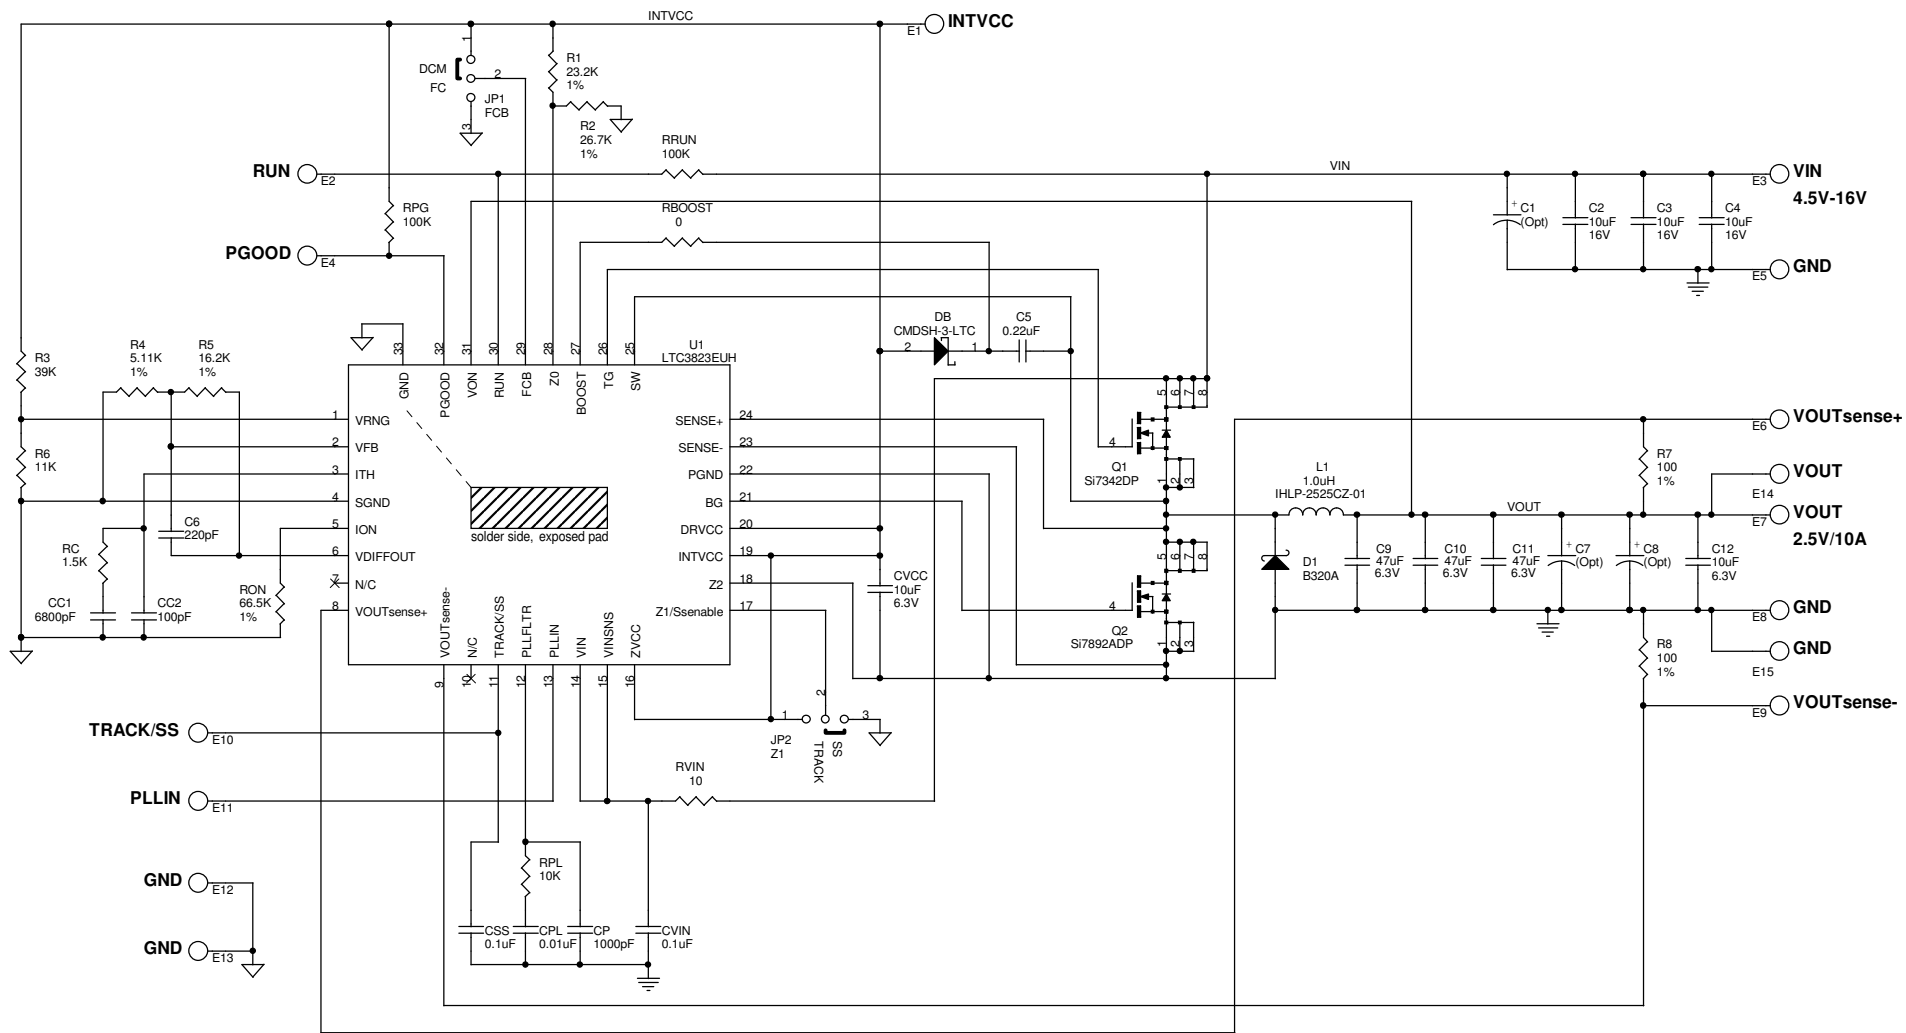 INTVCC
E1
INTVCC
1
DCM
FC
2
JP1
FCB
3
R1
23.2K
1%
R2
26.7K
1%
RUN
E2
RRUN
100K
VIN
E3
VIN
4.5V-16V
RPG
100K
RBOOST
0
+
C1
(Opt)
C2
10uF
16V
C3
10uF
16V
C4
10uF
16V
PGOOD
E4
E5
GND
DB
CMDSH-3-LTC
2
1
C5
0.22uF
U1
LTC3823EUH
33
32
31
30
29
28
27
26
25
GND
PGOOD
VON
RUN
FCB
Z0
BOOST
TG
SW
R3
39K
R4
5.11K
1%
R5
16.2K
1%
R6
11K
1
VRNG
2
VFB
3
ITH
4
SGND
5
ION
6
VDIFFOUT
7
N/C
8
VOUTsense+
SENSE+
24
SENSE-
23
PGND
22
BG
21
DRVCC
20
INTVCC
19
Z2
18
Z1/Ssenable
17
solder side, exposed pad
C6
220pF
RC
1.5K
RON
66.5K
1%
CC1
6800pF
CC2
100pF
VOUTsense-
N/C
TRACK/SS
PLLFLTR
PLLIN
VIN
VINSNS
ZVCC
9
10
11
12
13
14
15
16
CVCC
10uF
6.3V
5
6
7
8
4
Q1
Si7342DP
1
2
3
5
6
7
8
4
Q2
Si7892ADP
1
2
3
L1
1.0uH
IHLP-2525CZ-01
D1
B320A
VOUT
C9
47uF
6.3V
C10
47uF
6.3V
C11
47uF
6.3V
+
C7
(Opt)
+
C8
(Opt)
C12
10uF
6.3V
E6
VOUTsense+
R7
100
1%
VOUT
E14
E7
VOUT
2.5V/10A
E8
GND
GND
E15
R8
100
1%
E9
VOUTsense-
TRACK/SS
E10
1
2
3
JP2
Z1
TRACK
SS
RVIN
10
PLLIN
E11
RPL
10K
GND
E12
GND
E13
CSS
0.1uF
CPL
0.01uF
CP
1000pF
CVIN
0.1uF